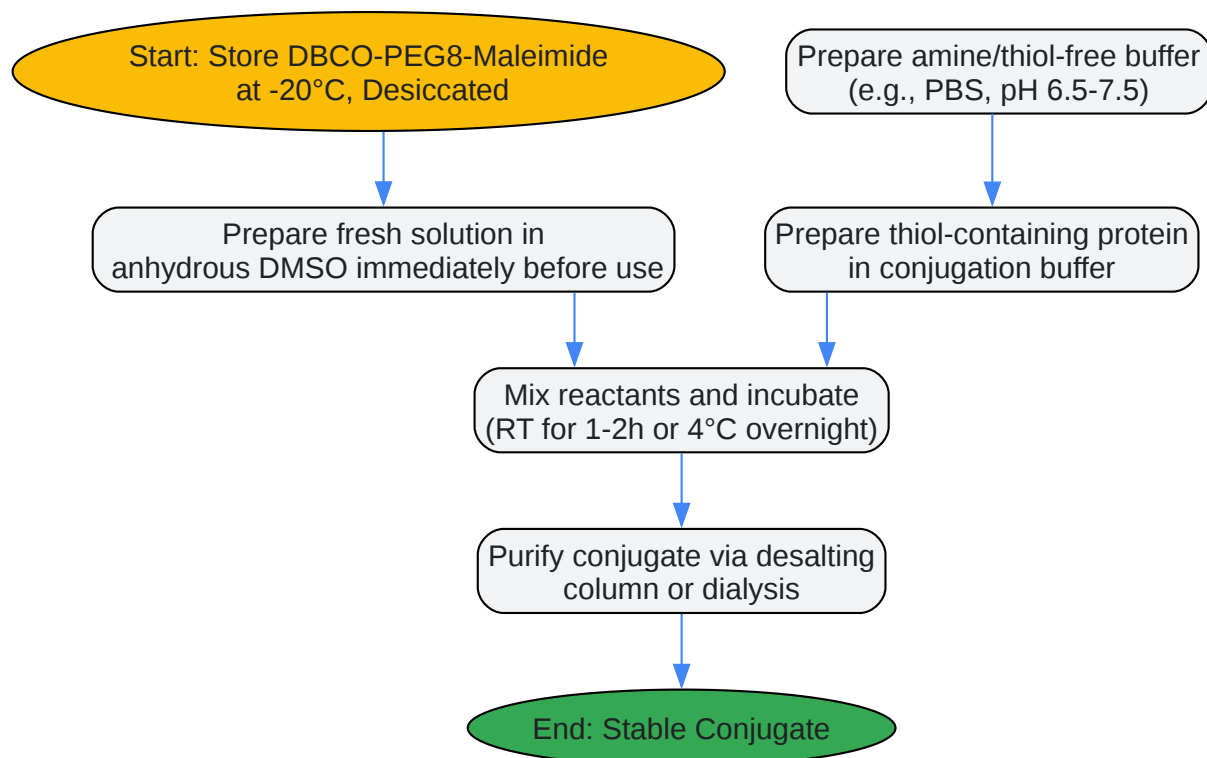 Start: Store DBCO-PEG8-Maleimide
at -20°C, Desiccated
Prepare amine/thiol-free buffer
(e.g., PBS, pH 6.5-7.5)
Prepare fresh solution in
anhydrous DMSO immediately before use
Prepare thiol-containing protein
in conjugation buffer
Mix reactants and incubate
(RT for 1-2h or 4°C overnight)
Purify conjugate via desalting
column or dialysis
End: Stable Conjugate